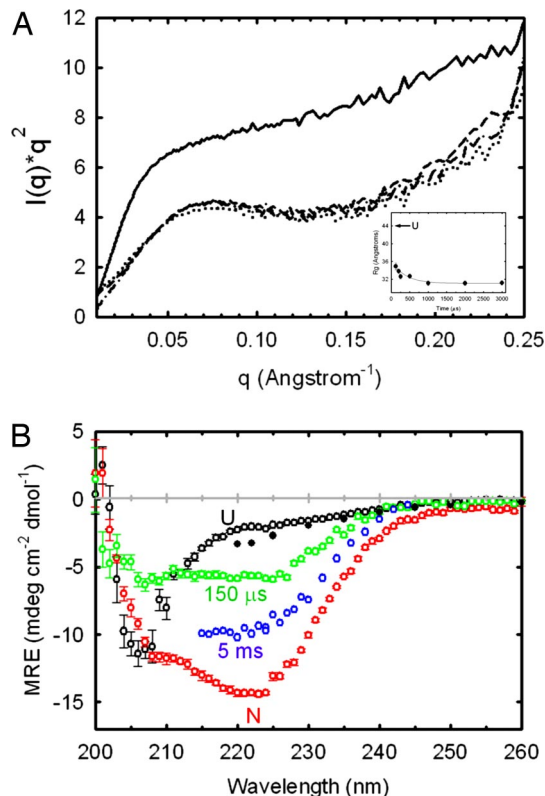 A
12
10
8
6
4
2
0
I(q)*q²
0.05 0.10 0.15 0.20 0.25
q (Angstrom⁻¹)
44
40
36
32
28
Rg (Angstroms)
U
0 500 1000 1500 2000 2500 3000
Time (μs)
B
5
0
-5
-10
-15
MRE (mdeg cm⁻² dmol⁻¹)
U
150 μs
5 ms
N
200 210 220 230 240 250 260
Wavelength (nm)